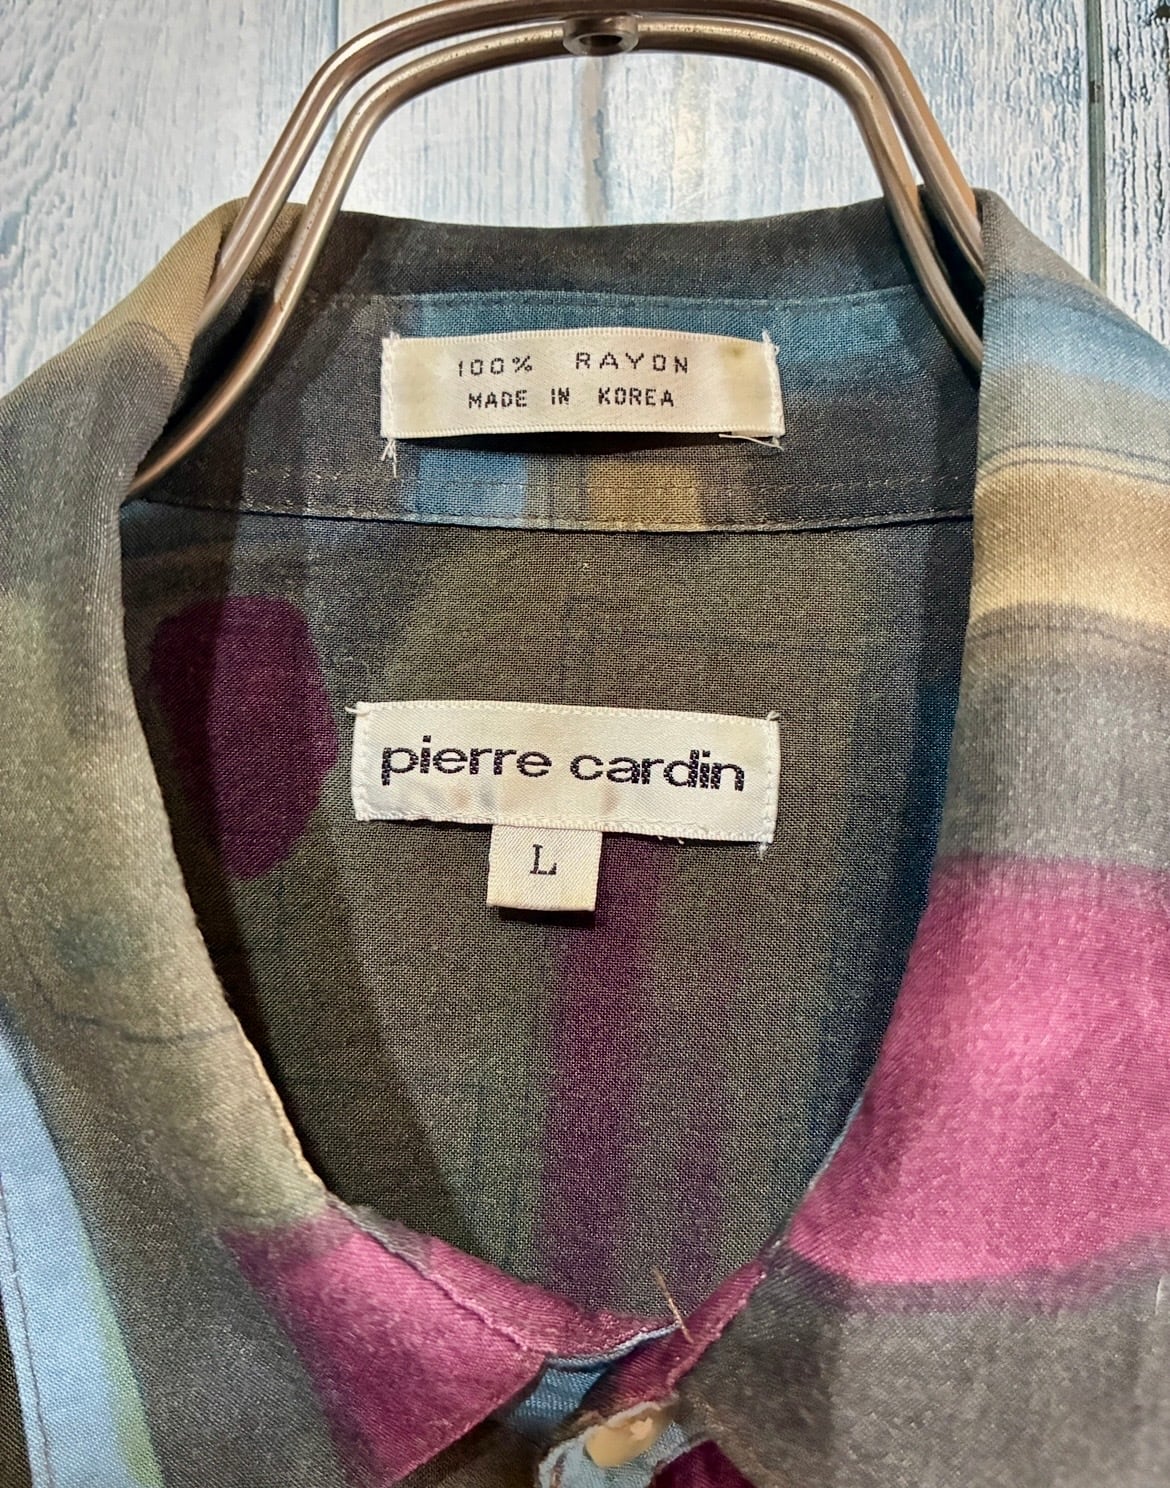 100% RAYON
MADE IN KOREA
pierre cardin
L